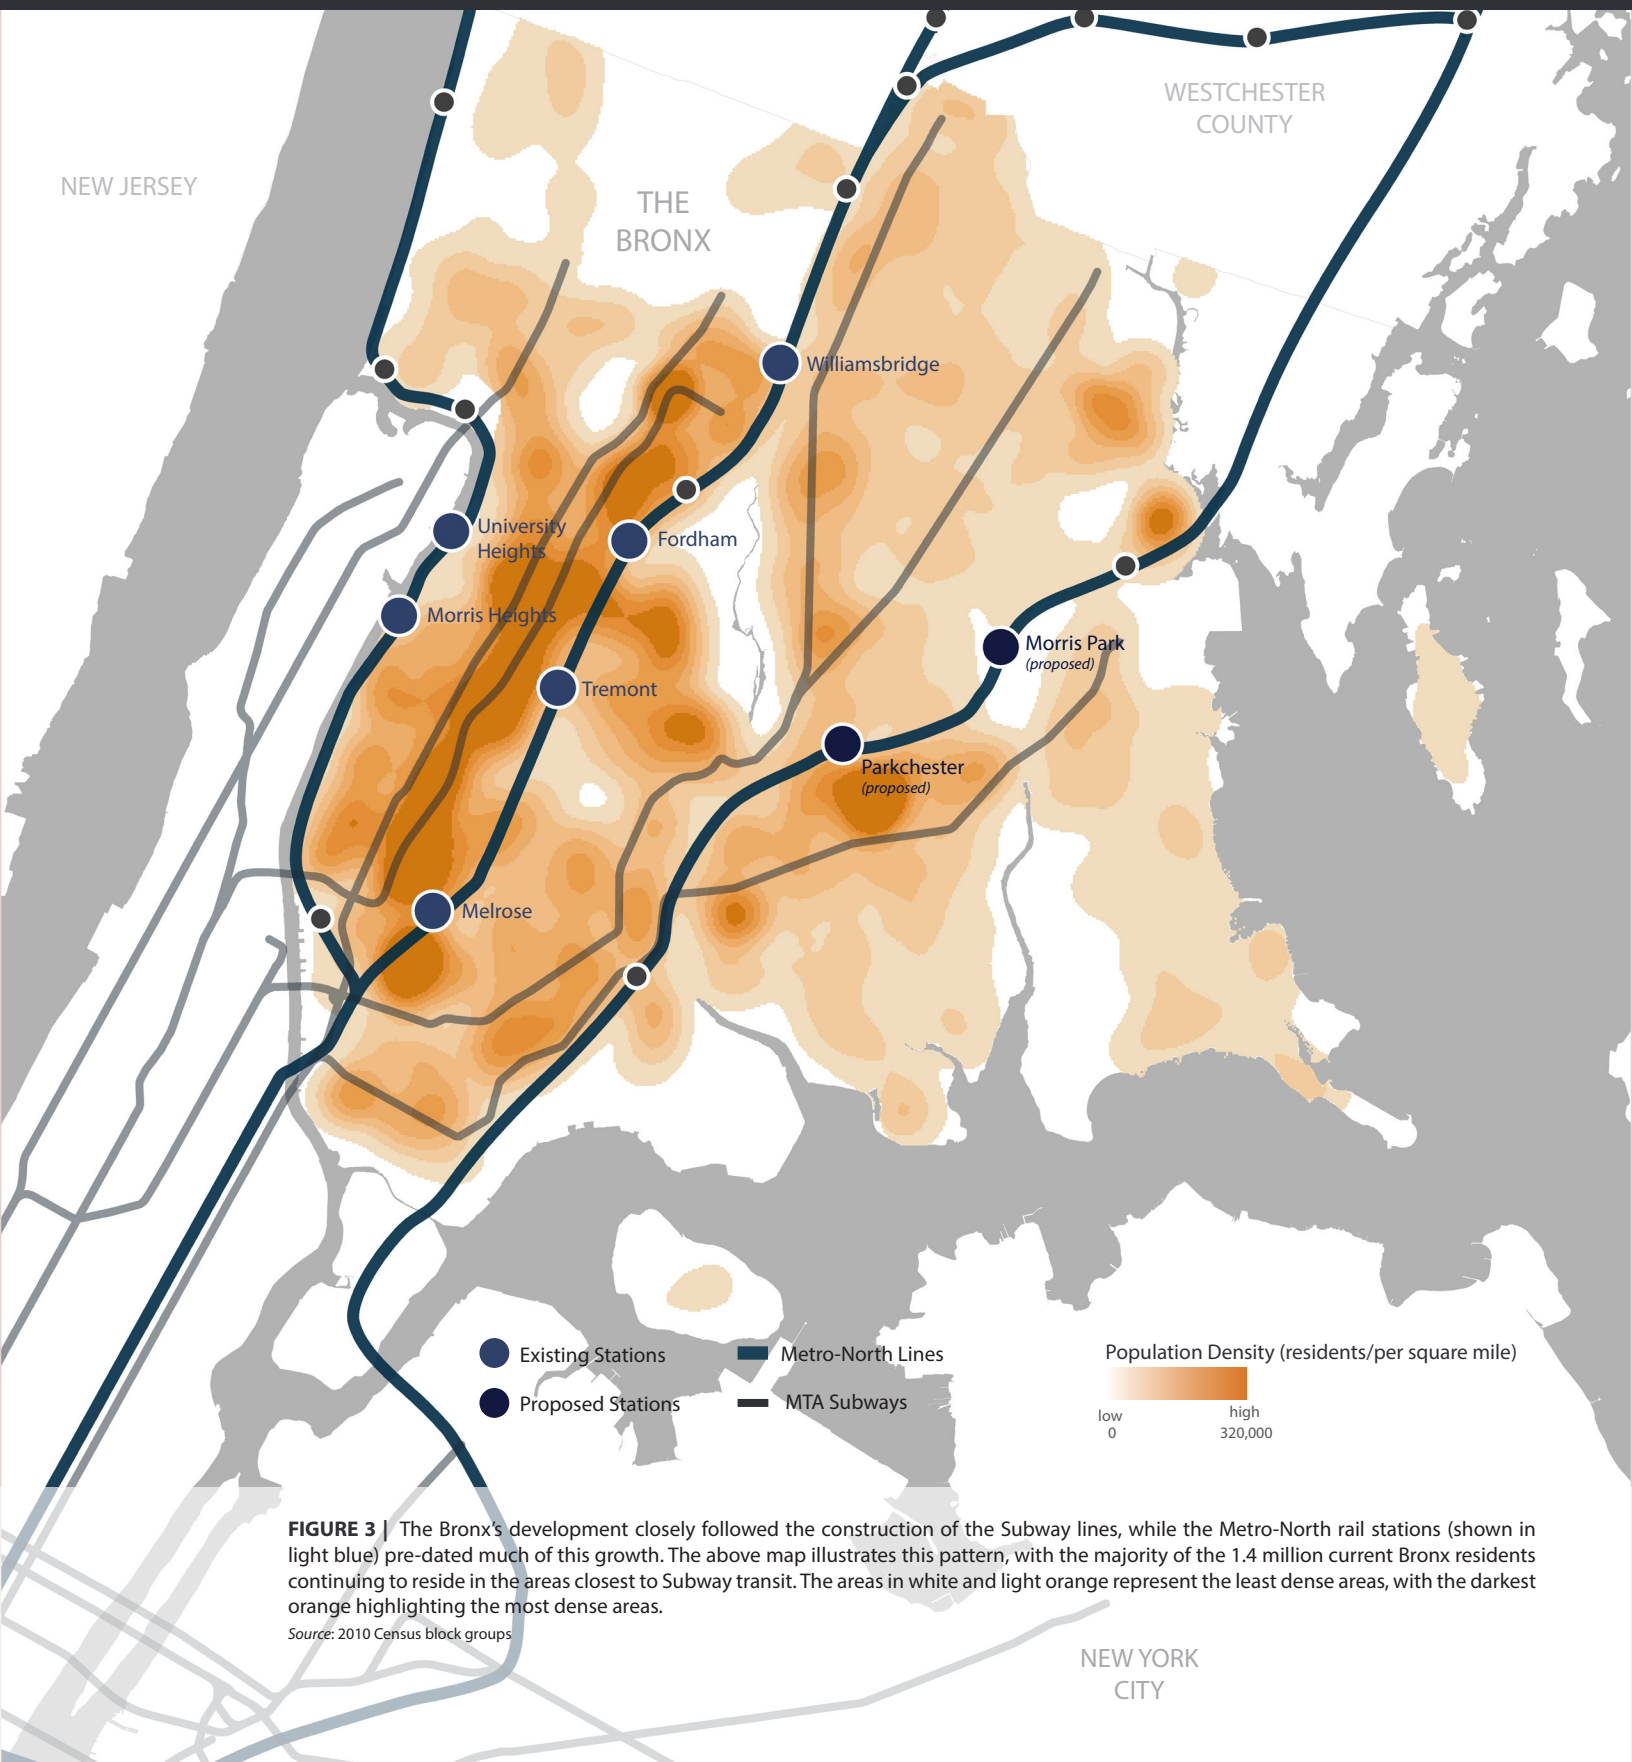 WESTCHESTER
COUNTY
NEW JERSEY
THE
BRONX
Williamsbridge
University
Heights
Fordham
Morris Heights
Morris Park
(proposed)
Tremont
Parkchester
(proposed)
Melrose
Existing Stations
Proposed Stations
Metro-North Lines
MTA Subways
Population Density (residents/per square mile)
low
0
high
320,000
FIGURE 3 | The Bronx's development closely followed the construction of the Subway lines, while the Metro-North rail stations (shown in
light blue) pre-dated much of this growth. The above map illustrates this pattern, with the majority of the 1.4 million current Bronx residents
continuing to reside in the areas closest to Subway transit. The areas in white and light orange represent the least dense areas, with the darkest
orange highlighting the most dense areas.
Source: 2010 Census block groups
NEW YORK
CITY